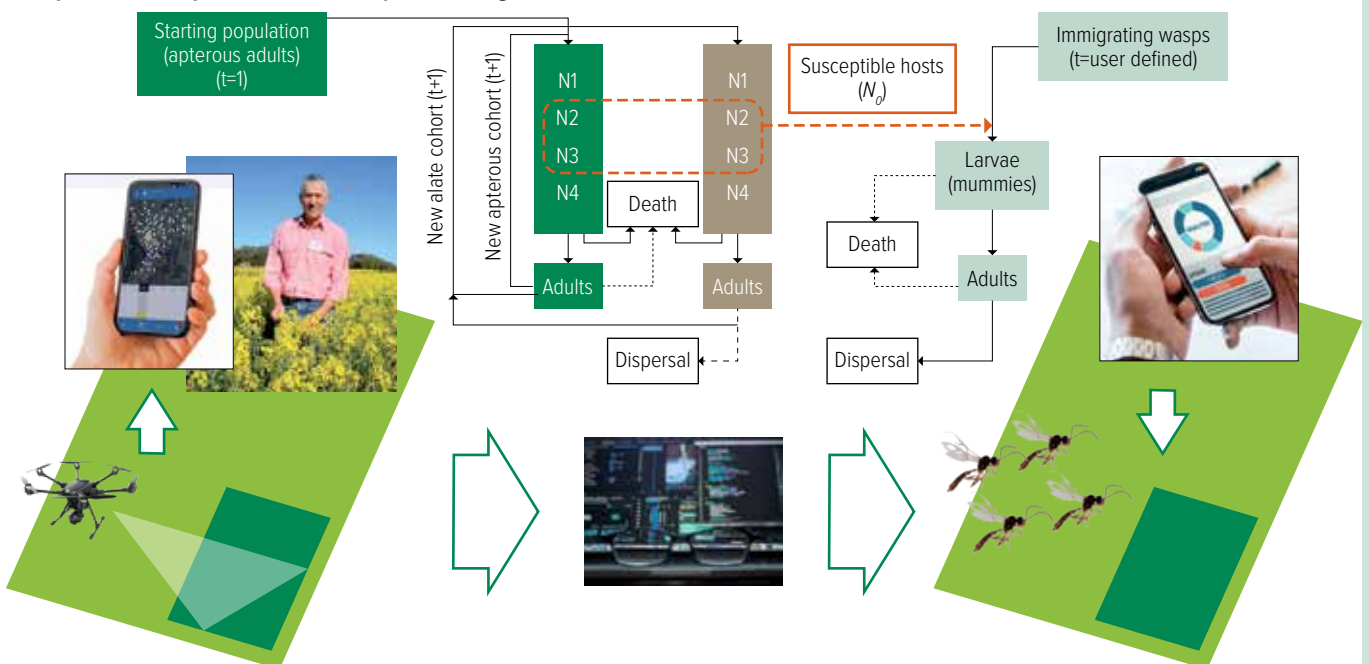 Starting population
(apterous adults)
(t=1)
New alate cohort (t+1)
New apterous cohort (t+1)
N1
N2
N3
N4
Adults
N1
N2
N3
N4
Adults
Death
Dispersal
Susceptible hosts
(N0)
Immigrating wasps
(t=user defined)
Larvae
(mummies)
Death
Adults
Dispersal